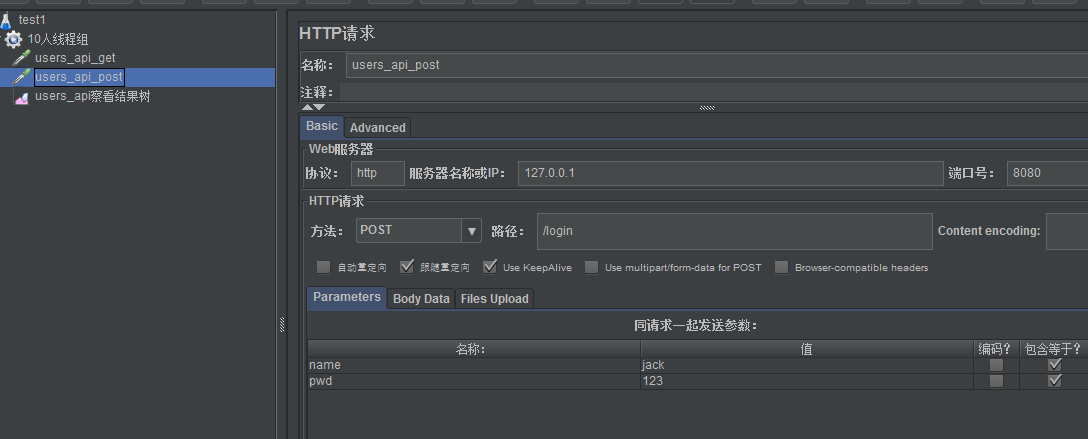 test1
10人线程组
users_api_get
users_api_post
users_api察看结果树
HTTP请求
名称： users_api_post
注释：
Basic Advanced
Web服务器
协议： http 服务器名称或IP： 127.0.0.1 端口号： 8080
HTTP请求
方法： POST 路径： /login Content encoding:
自动重定向 跟随重定向 Use KeepAlive Use multipart/form-data for POST Browser-compatible headers
Parameters Body Data Files Upload
同请求一起发送参数：
名称： 值 编码？ 包含等于？
name jack
pwd 123